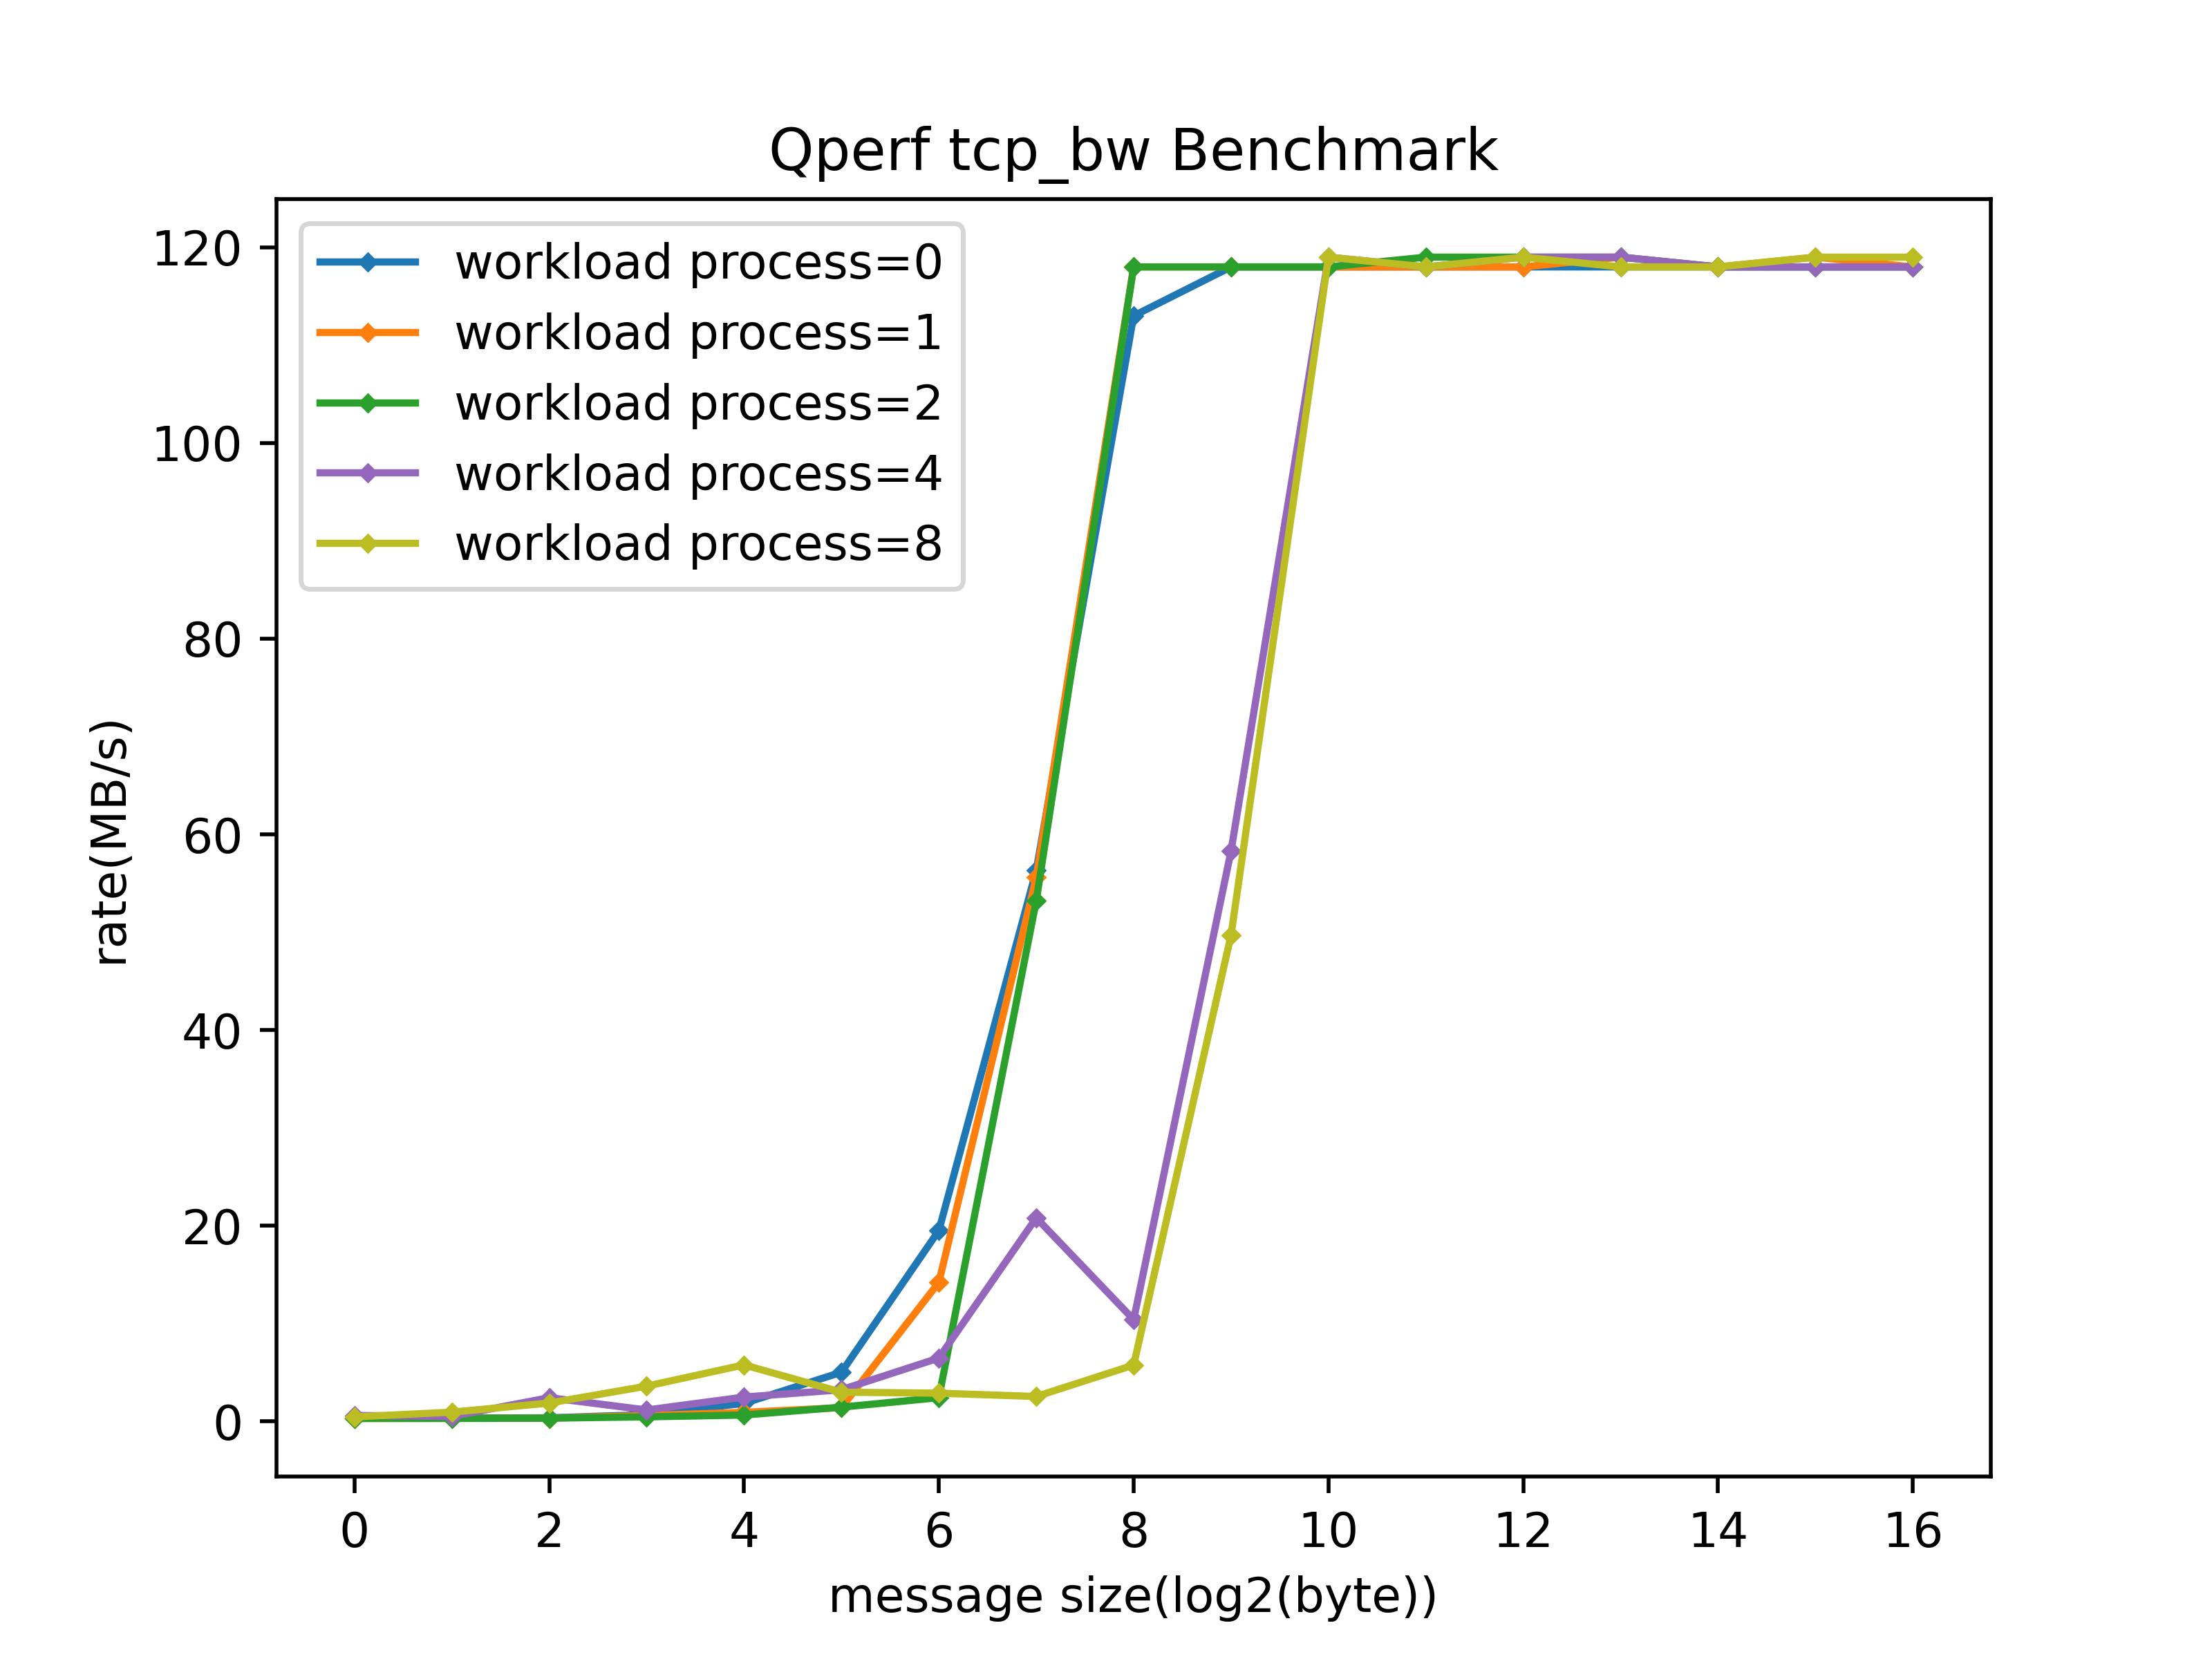 Qperf tcp_bw Benchmark
workload process=0
workload process=1
workload process=2
workload process=4
workload process=8
120
100
80
60
40
20
0
rate(MB/s)
0 2 4 6 8 10 12 14 16
message size(log2(byte))